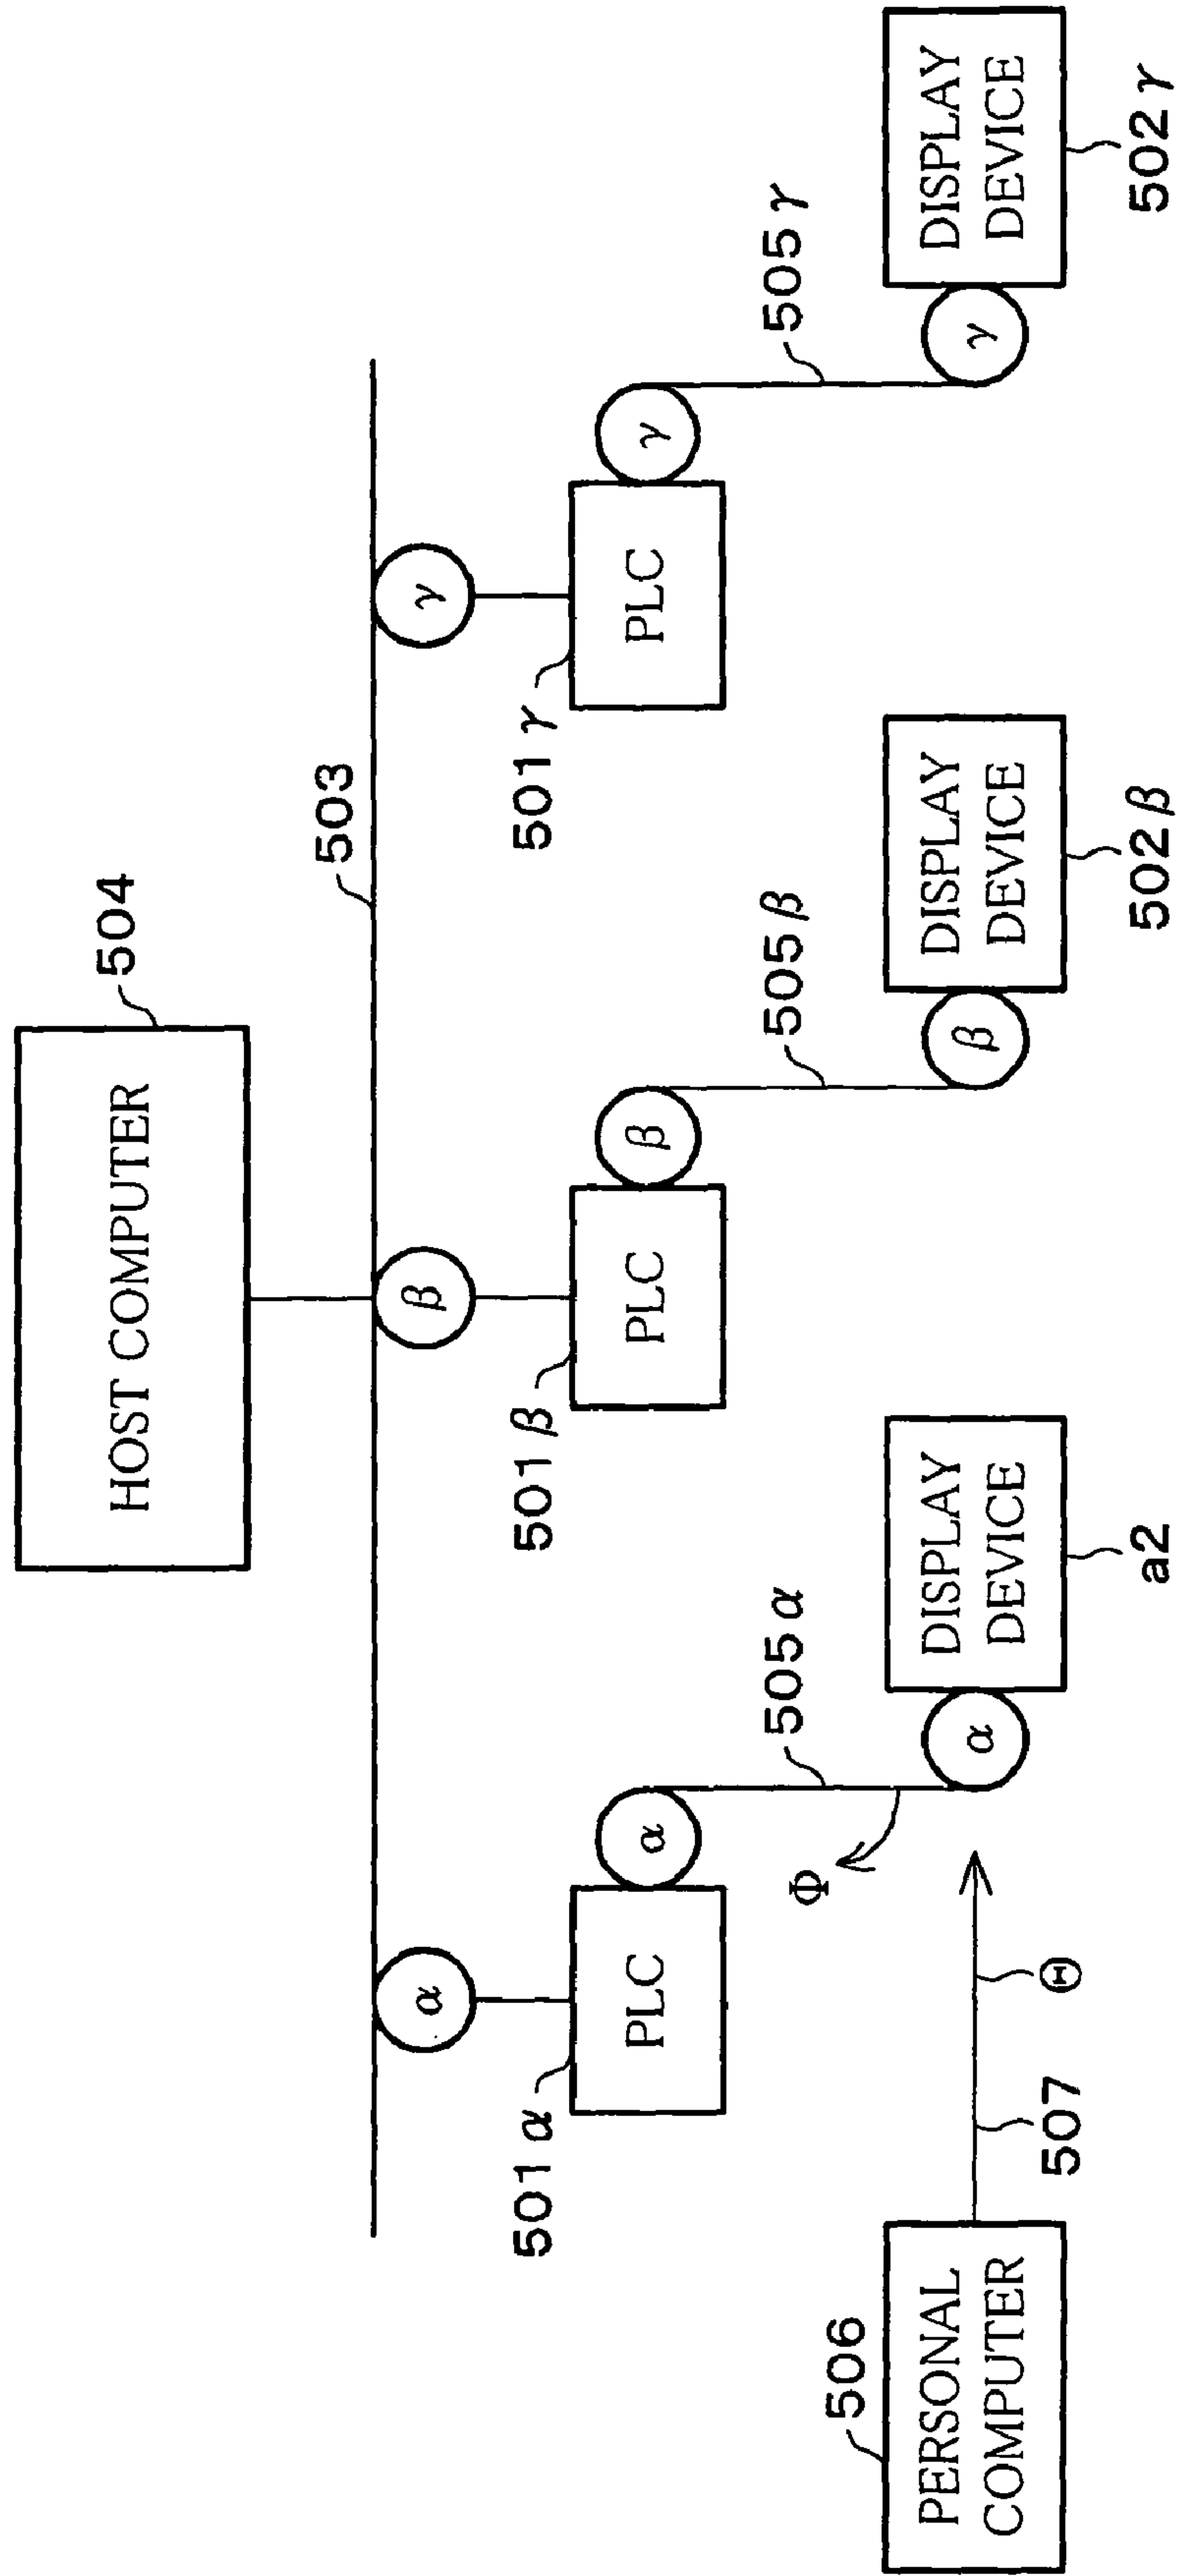 504
HOST COMPUTER
503
α
β
γ
501α
PLC
α
501β
PLC
β
501γ
PLC
γ
505α
505β
505γ
Φ
506
PERSONAL
COMPUTER
507
Θ
α
DISPLAY
DEVICE
a2
β
DISPLAY
DEVICE
502β
γ
DISPLAY
DEVICE
502γ